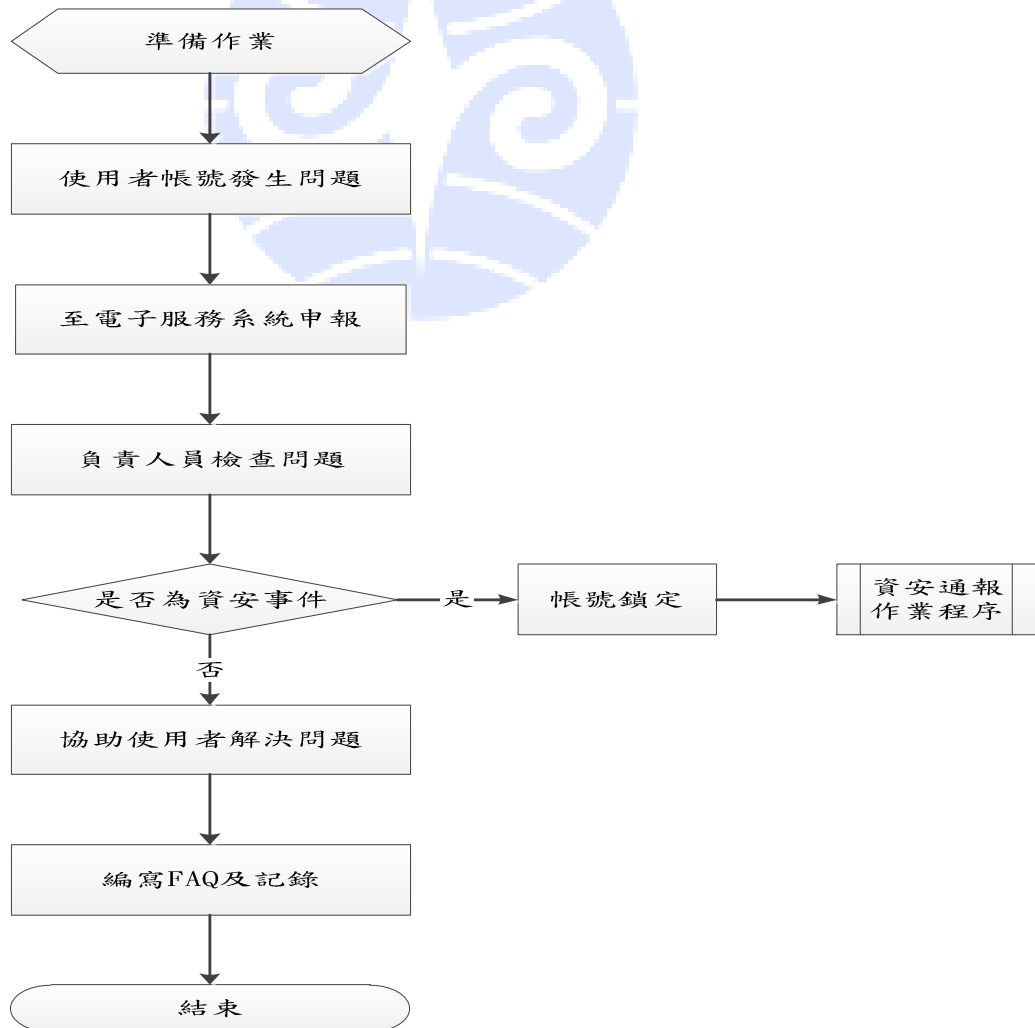 準備作業
使用者帳號發生問題
至電子服務系統申報
負責人員檢查問題
是否為資安事件
是
帳號鎖定
資安通報
作業程序
否
協助使用者解決問題
編寫FAQ及記錄
結束